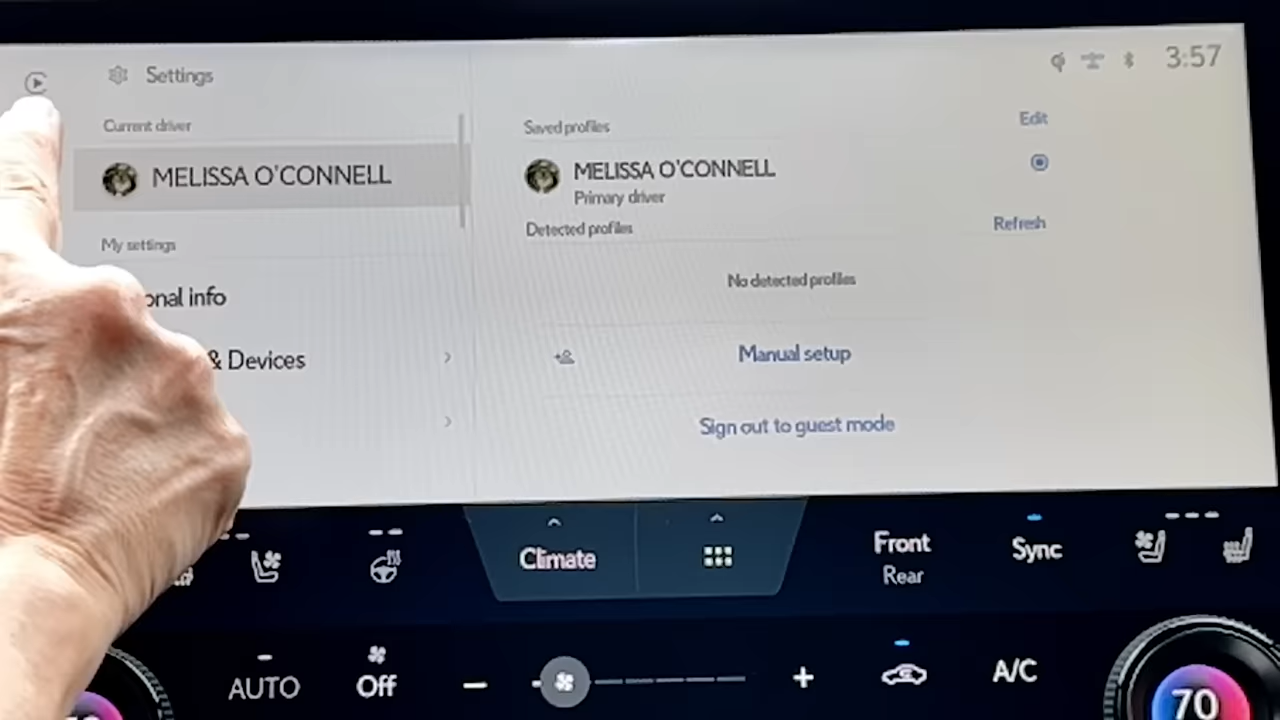 Settings
3:57
Current driver
MELISSA O'CONNELL
My settings
onal info
& Devices
Saved profiles
Edit
MELISSA O'CONNELL
Primary driver
Detected profiles
Refresh
No detected profiles
Manual setup
Sign out to guest mode
Climate
Front
Rear
Sync
AUTO
Off
A/C
70